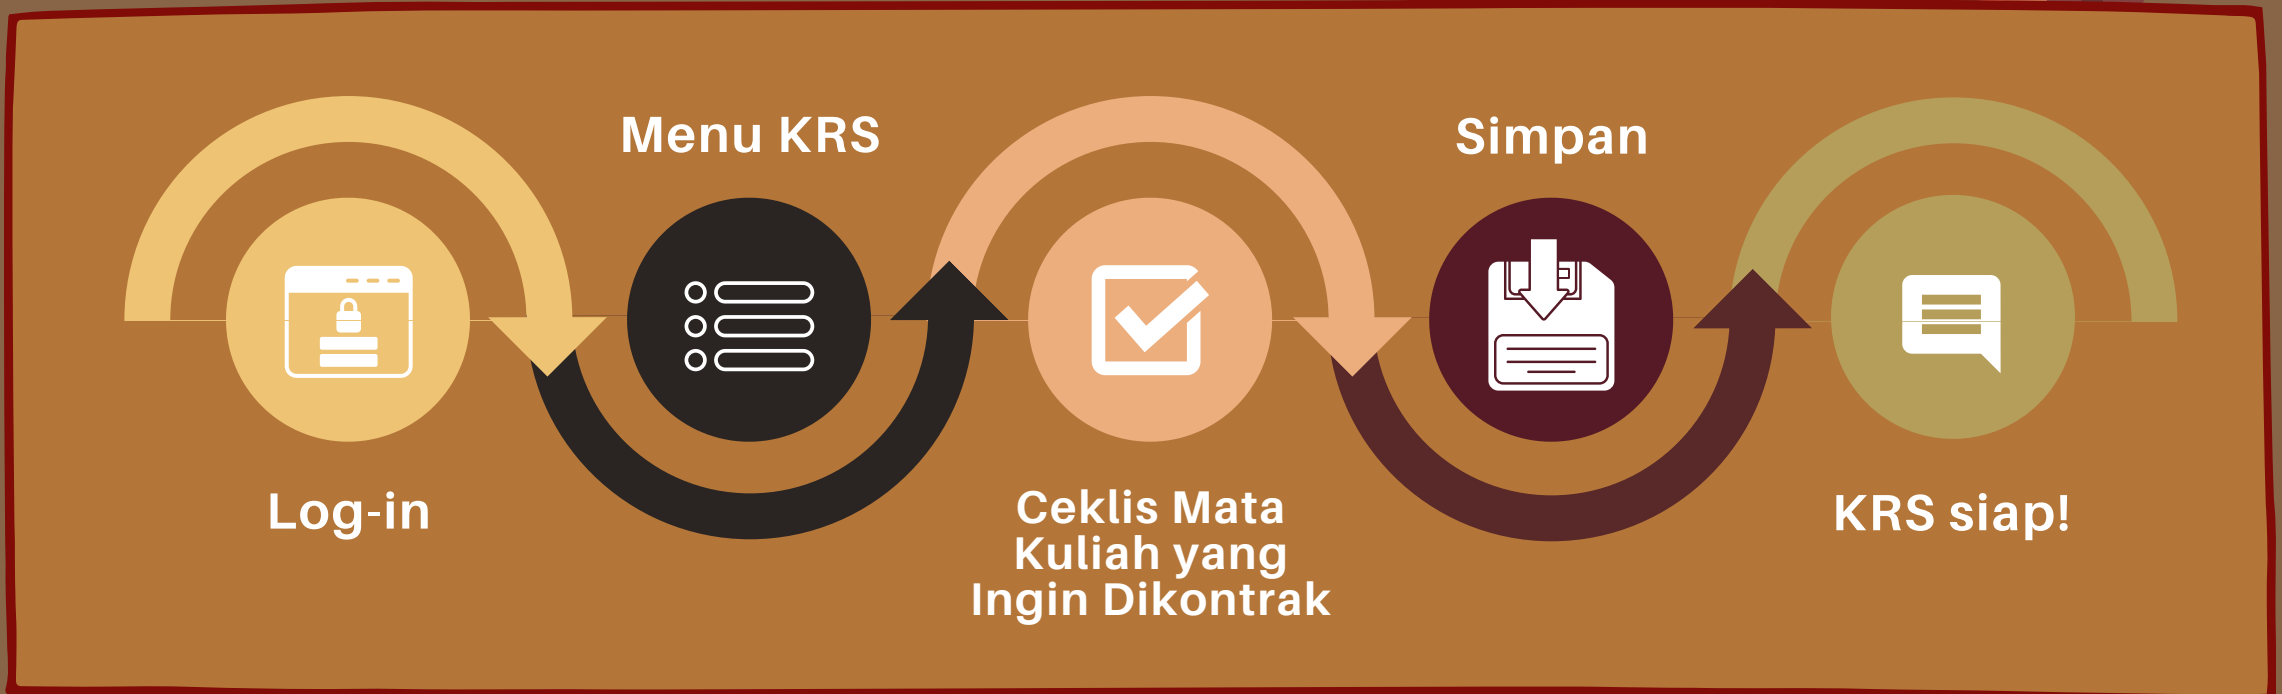 Log-in
Menu KRS
Ceklis Mata
Kuliah yang
Ingin Dikontrak
Simpan
KRS siap!